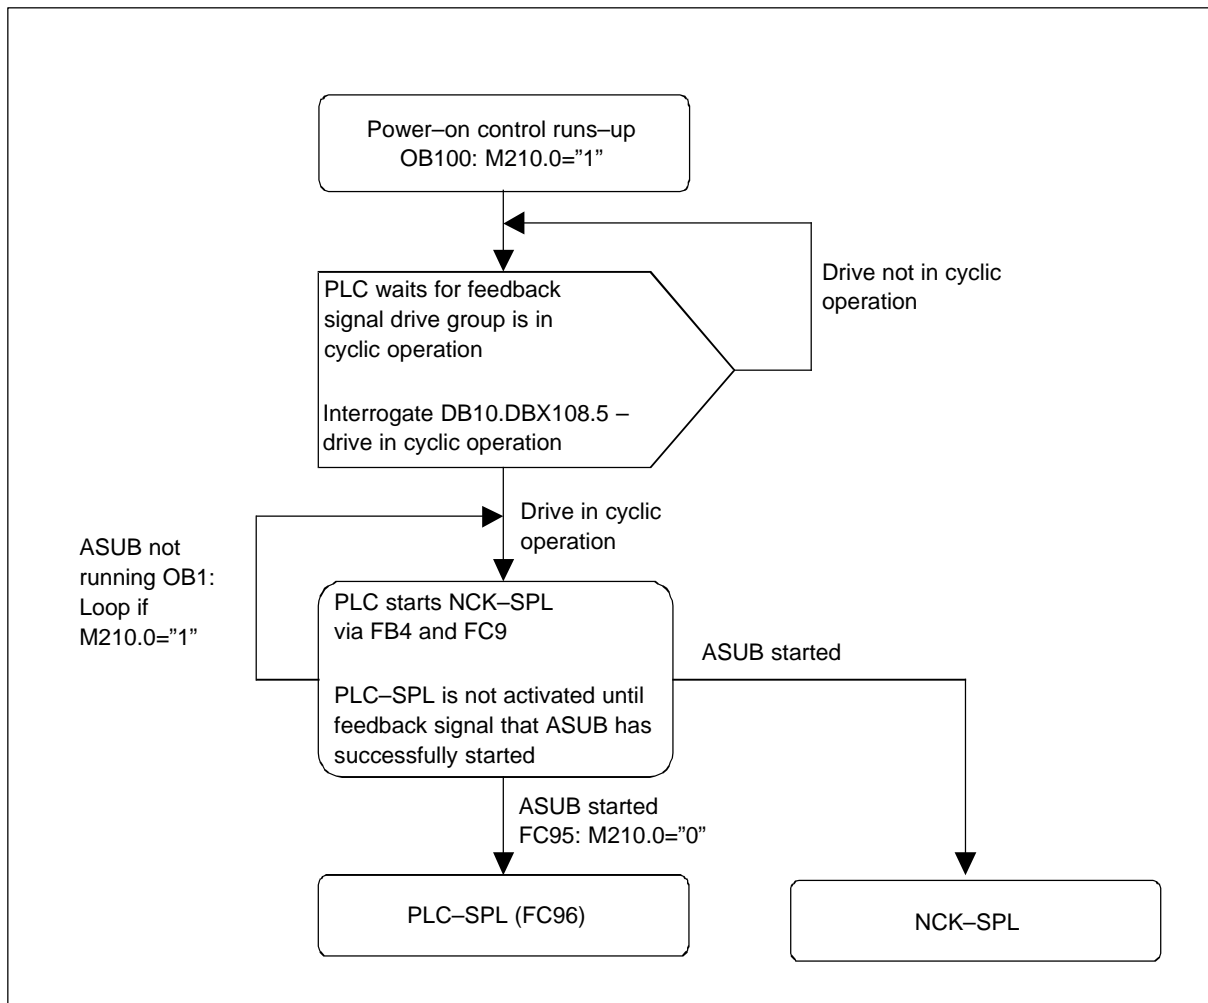 Power–on control runs–up
OB100: M210.0=”1”
Drive not in cyclic
operation
PLC waits for feedback
signal drive group is in
cyclic operation
Interrogate DB10.DBX108.5 –
drive in cyclic operation
Drive in cyclic
operation
ASUB not
running OB1:
Loop if
M210.0=”1”
PLC starts NCK–SPL
via FB4 and FC9
PLC–SPL is not activated until
feedback signal that ASUB has
successfully started
ASUB started
ASUB started
FC95: M210.0=”0”
PLC–SPL (FC96)
NCK–SPL